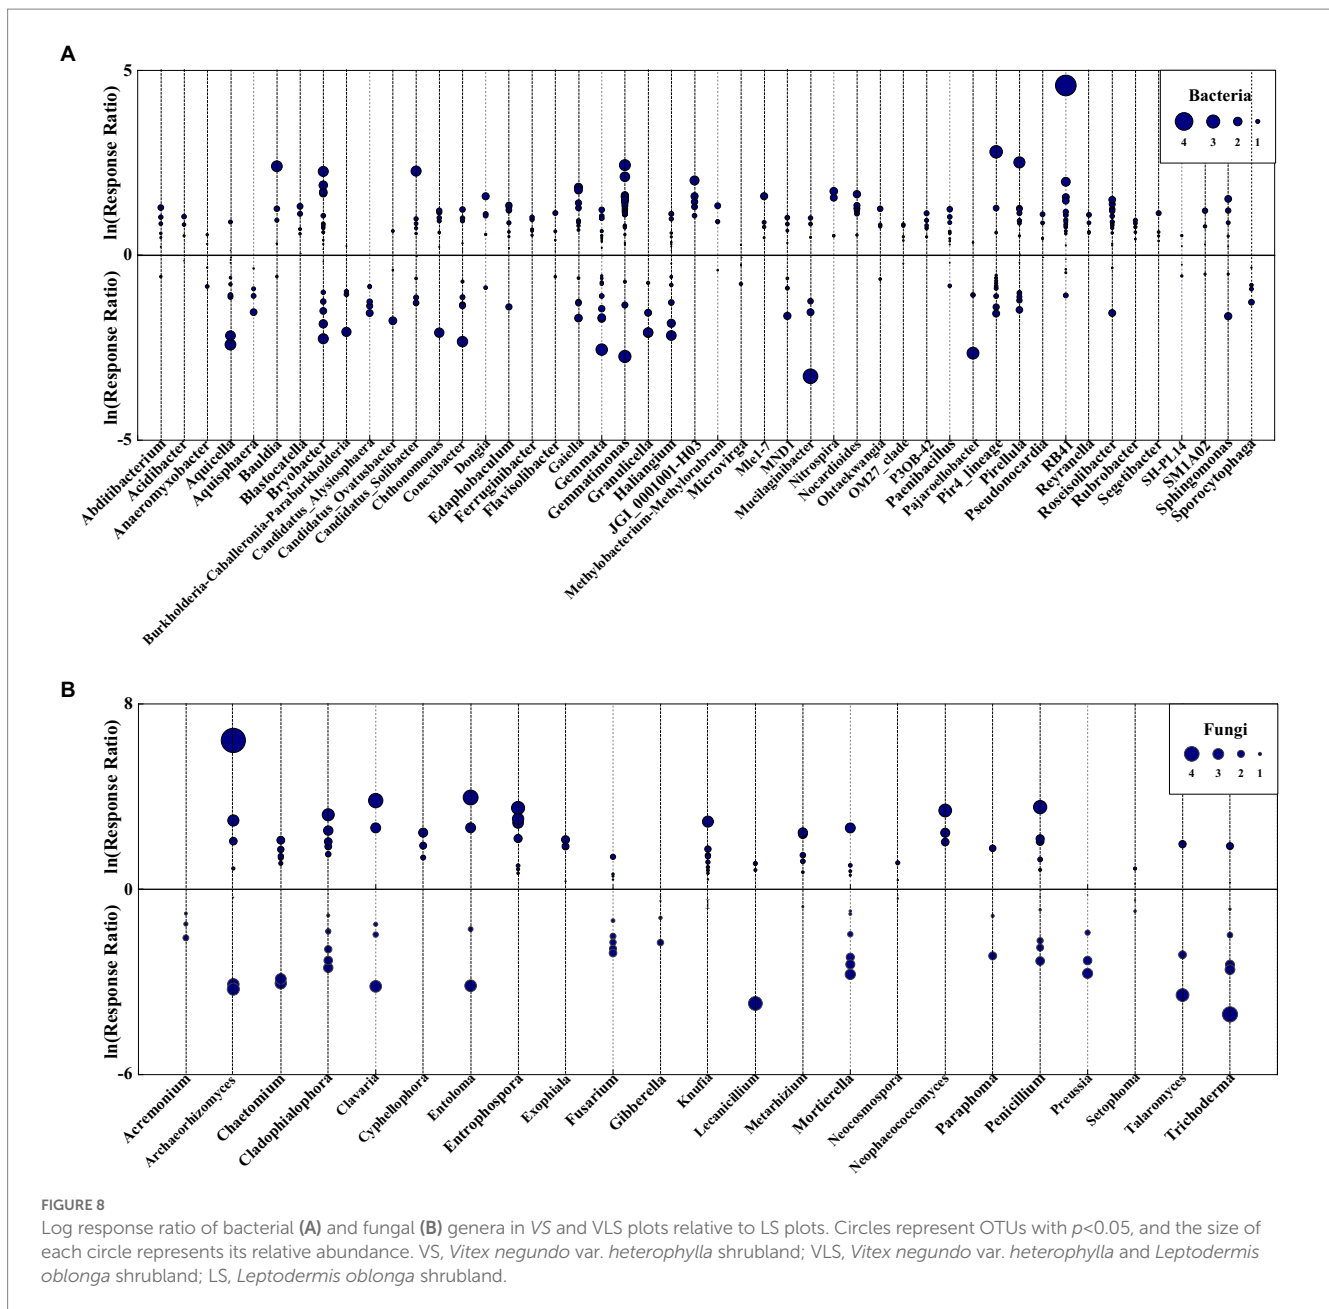 A
5
ln(Response Ratio)
0
ln(Response Ratio)
-5
Bacteria
4 3 2 1
Abditibacterium
Acidibacter
Anaeromyxobacter
Aquicella
Aquisphaera
Bauldia
Blastocatella
Bryobacter
Burkholderia-Caballeronia-Paraburkholderia
Candidatus_Alysiosphaera
Candidatus_Ovatusbacter
Candidatus_Solibacter
Chthoniomonas
Conexibacter
Dongia
Edaphobaculum
Ferruginibacter
Flavisolibacter
Gaiella
Gemmata
Gemmatimonas
Granulicella
Haliangium
JGI_0001001-H03
Methylobacterium-Methylorubrum
Microvirga
Mle1-7
MND1
Mucilaginibacter
Nitrospira
Nocardioides
Ohtaekwangia
OM27_clade
P3OB-42
Paenibacillus
Pajaroellobacter
Pir4_lineage
Pirellula
Pseudonocardia
RB41
Reyranella
Roseisolibacter
Rubrobacter
Segetibacter
SH-PL14
SM1A02
Sphingomonas
Sporocytophaga
B
8
ln(Response Ratio)
0
ln(Response Ratio)
-6
Fungi
4 3 2 1
Acremonium
Archaeorhizomyces
Chaetomium
Cladophialophora
Clavaria
Cyphellophora
Entoloma
Entrophospora
Exophiala
Fusarium
Gibberella
Knufia
Lecanicillium
Metarhizium
Mortierella
Neocosmospora
Neophaeococcomyces
Paraphoma
Penicillium
Preussia
Setophoma
Talaromyces
Trichoderma
FIGURE 8
Log response ratio of bacterial (A) and fungal (B) genera in VS and VLS plots relative to LS plots. Circles represent OTUs with p<0.05, and the size of
each circle represents its relative abundance. VS, Vitex negundo var. heterophylla shrubland; VLS, Vitex negundo var. heterophylla and Leptodermis
oblonga shrubland; LS, Leptodermis oblonga shrubland.